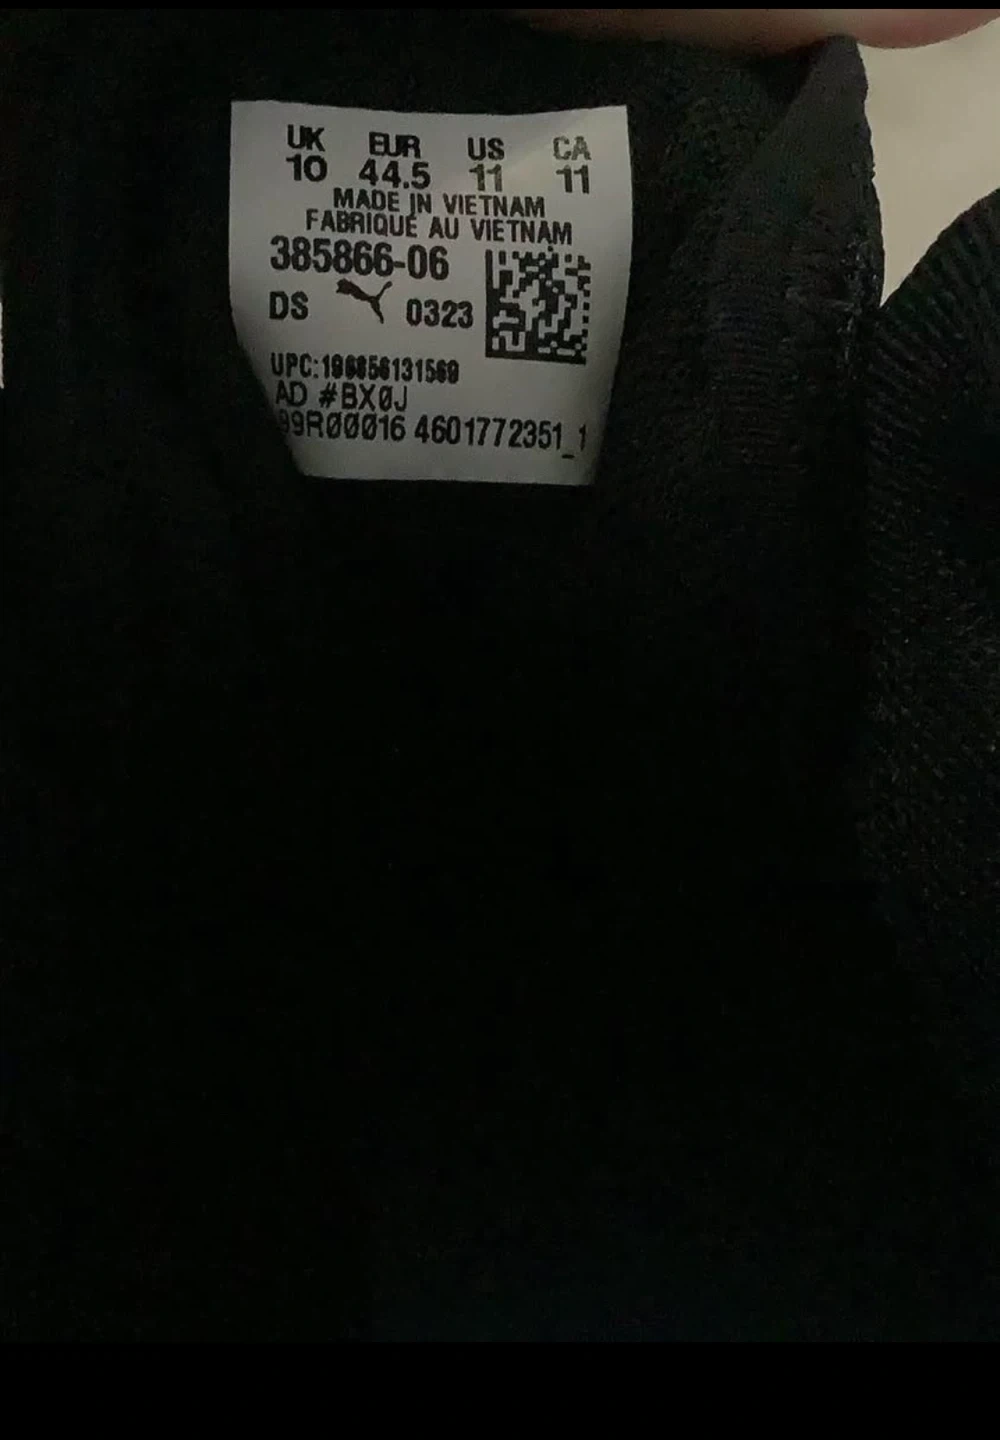 UK EUR US CA
10 44.5 11 11
MADE IN VIETNAM
FABRIQUÉ AU VIETNAM
385866-06
DS 0323
UPC:196856131569
AD #BX0J
99R00016 4601772351_1